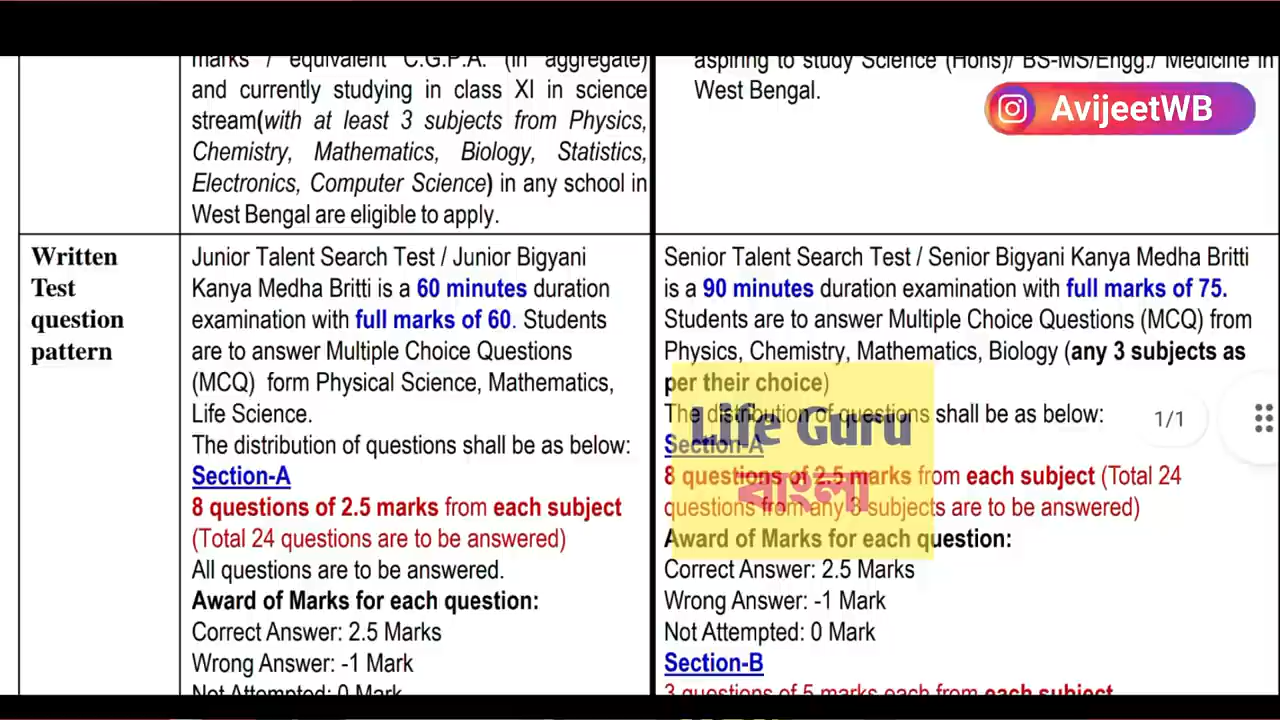 marks / equivalent C.G.P.A. (in aggregate)
and currently studying in class XI in science
stream(with at least 3 subjects from Physics,
Chemistry, Mathematics, Biology, Statistics,
Electronics, Computer Science) in any school in
West Bengal are eligible to apply.
aspiring to study Science (Hons)/ BS-MS/Engg./ Medicine in
West Bengal.
AvijeetWB
Written
Test
question
pattern
Junior Talent Search Test / Junior Bigyani
Kanya Medha Britti is a 60 minutes duration
examination with full marks of 60. Students
are to answer Multiple Choice Questions
(MCQ) form Physical Science, Mathematics,
Life Science.
The distribution of questions shall be as below:
Section-A
8 questions of 2.5 marks from each subject
(Total 24 questions are to be answered)
All questions are to be answered.
Award of Marks for each question:
Correct Answer: 2.5 Marks
Wrong Answer: -1 Mark
Not Attempted: 0 Mark
Senior Talent Search Test / Senior Bigyani Kanya Medha Britti
is a 90 minutes duration examination with full marks of 75.
Students are to answer Multiple Choice Questions (MCQ) from
Physics, Chemistry, Mathematics, Biology (any 3 subjects as
per their choice)
The distribution of questions shall be as below:
Section-A
8 questions of 2.5 marks from each subject (Total 24
questions from any 3 subjects are to be answered)
Award of Marks for each question:
Correct Answer: 2.5 Marks
Wrong Answer: -1 Mark
Not Attempted: 0 Mark
Section-B
3 questions of 5 marks each from each subject
Life Guru
বাংলা
1/1